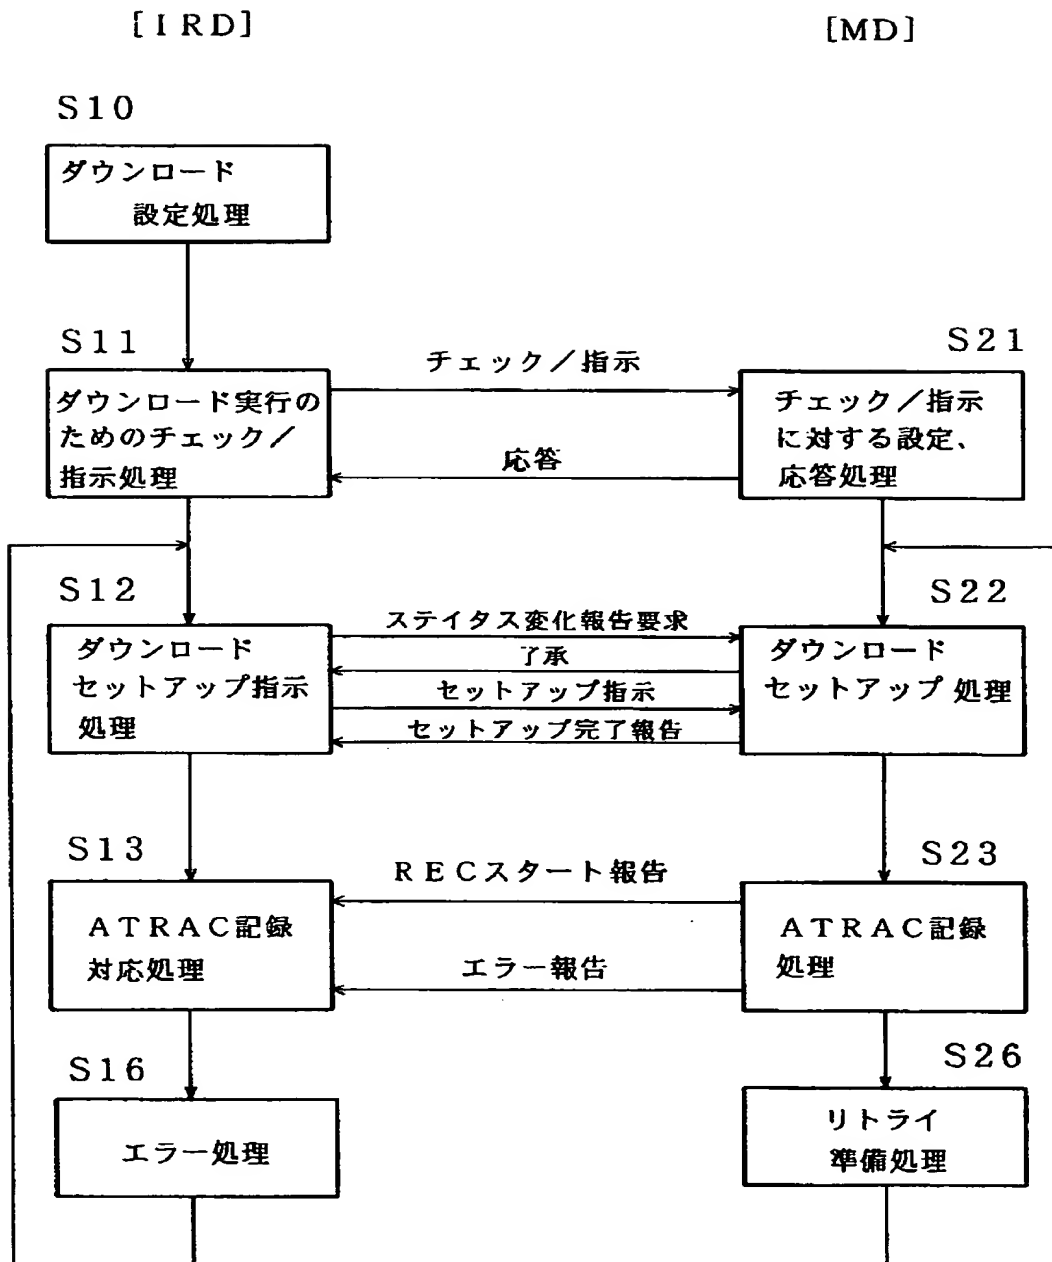 [IRD]
[MD]
S10
ダウンロード
設定処理
S11
S21
チェック／指示
ダウンロード実行の
ためのチェック／
指示処理
チェック／指示
に対する設定、
応答処理
応答
S12
S22
ステイタス変化報告要求
ダウンロード
セットアップ指示
処理
了承
セットアップ指示
セットアップ完了報告
ダウンロード
セットアップ処理
S13
S23
RECスタート報告
ATRAC記録
対応処理
ATRAC記録
処理
エラー報告
S16
S26
エラー処理
リトライ
準備処理